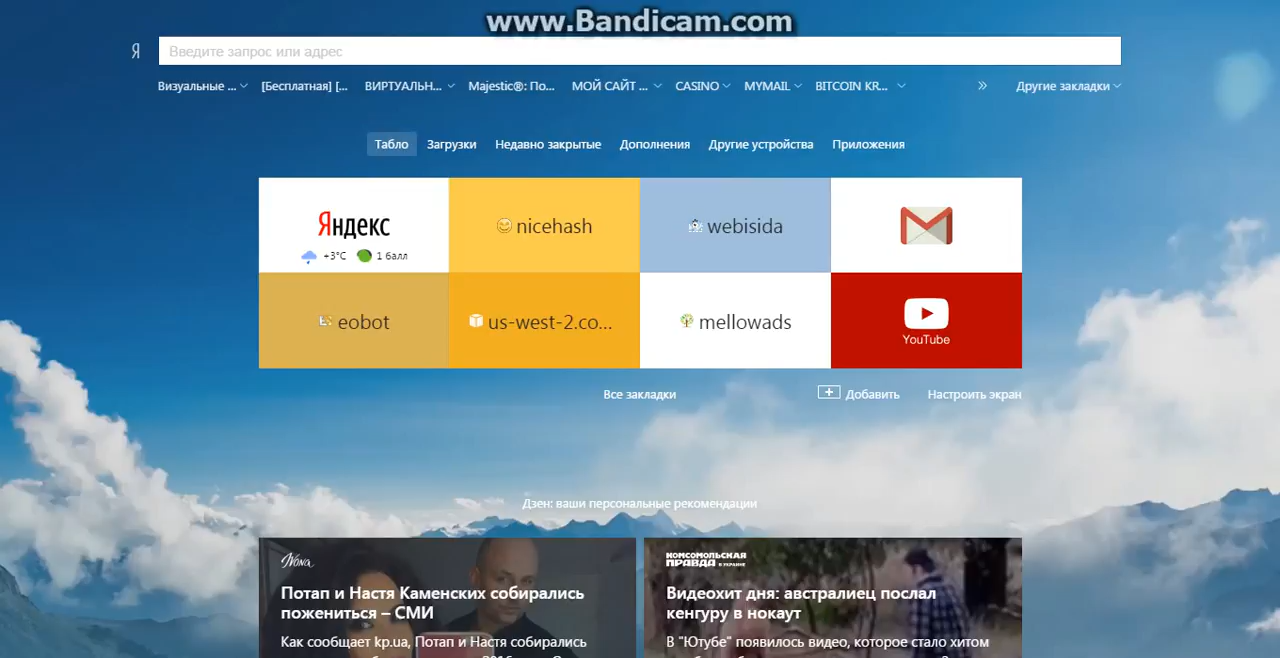 www.Bandicam.com
Я Введите запрос или адрес
Визуальные ... [Бесплатная] [... ВИРТУАЛЬН... Majestic®: По... МОЙ САЙТ ... CASINO MYMAIL BITCOIN KR... » Другие закладки
Табло Загрузки Недавно закрытые Дополнения Другие устройства Приложения
Яндекс
+3°C 1 балл
nicehash
webisida
eobot
us-west-2.co...
mellowads
YouTube
Все закладки Добавить Настроить экран
Дзен: ваши персональные рекомендации
Wona
Потап и Настя Каменских собирались
пожениться – СМИ
Как сообщает kp.ua, Потап и Настя собирались
КОМСОМОЛЬСКАЯ
ПРАВДА В УКРАИНЕ
Видеохит дня: австралиец послал
кенгуру в нокаут
В "Ютубе" появилось видео, которое стало хитом